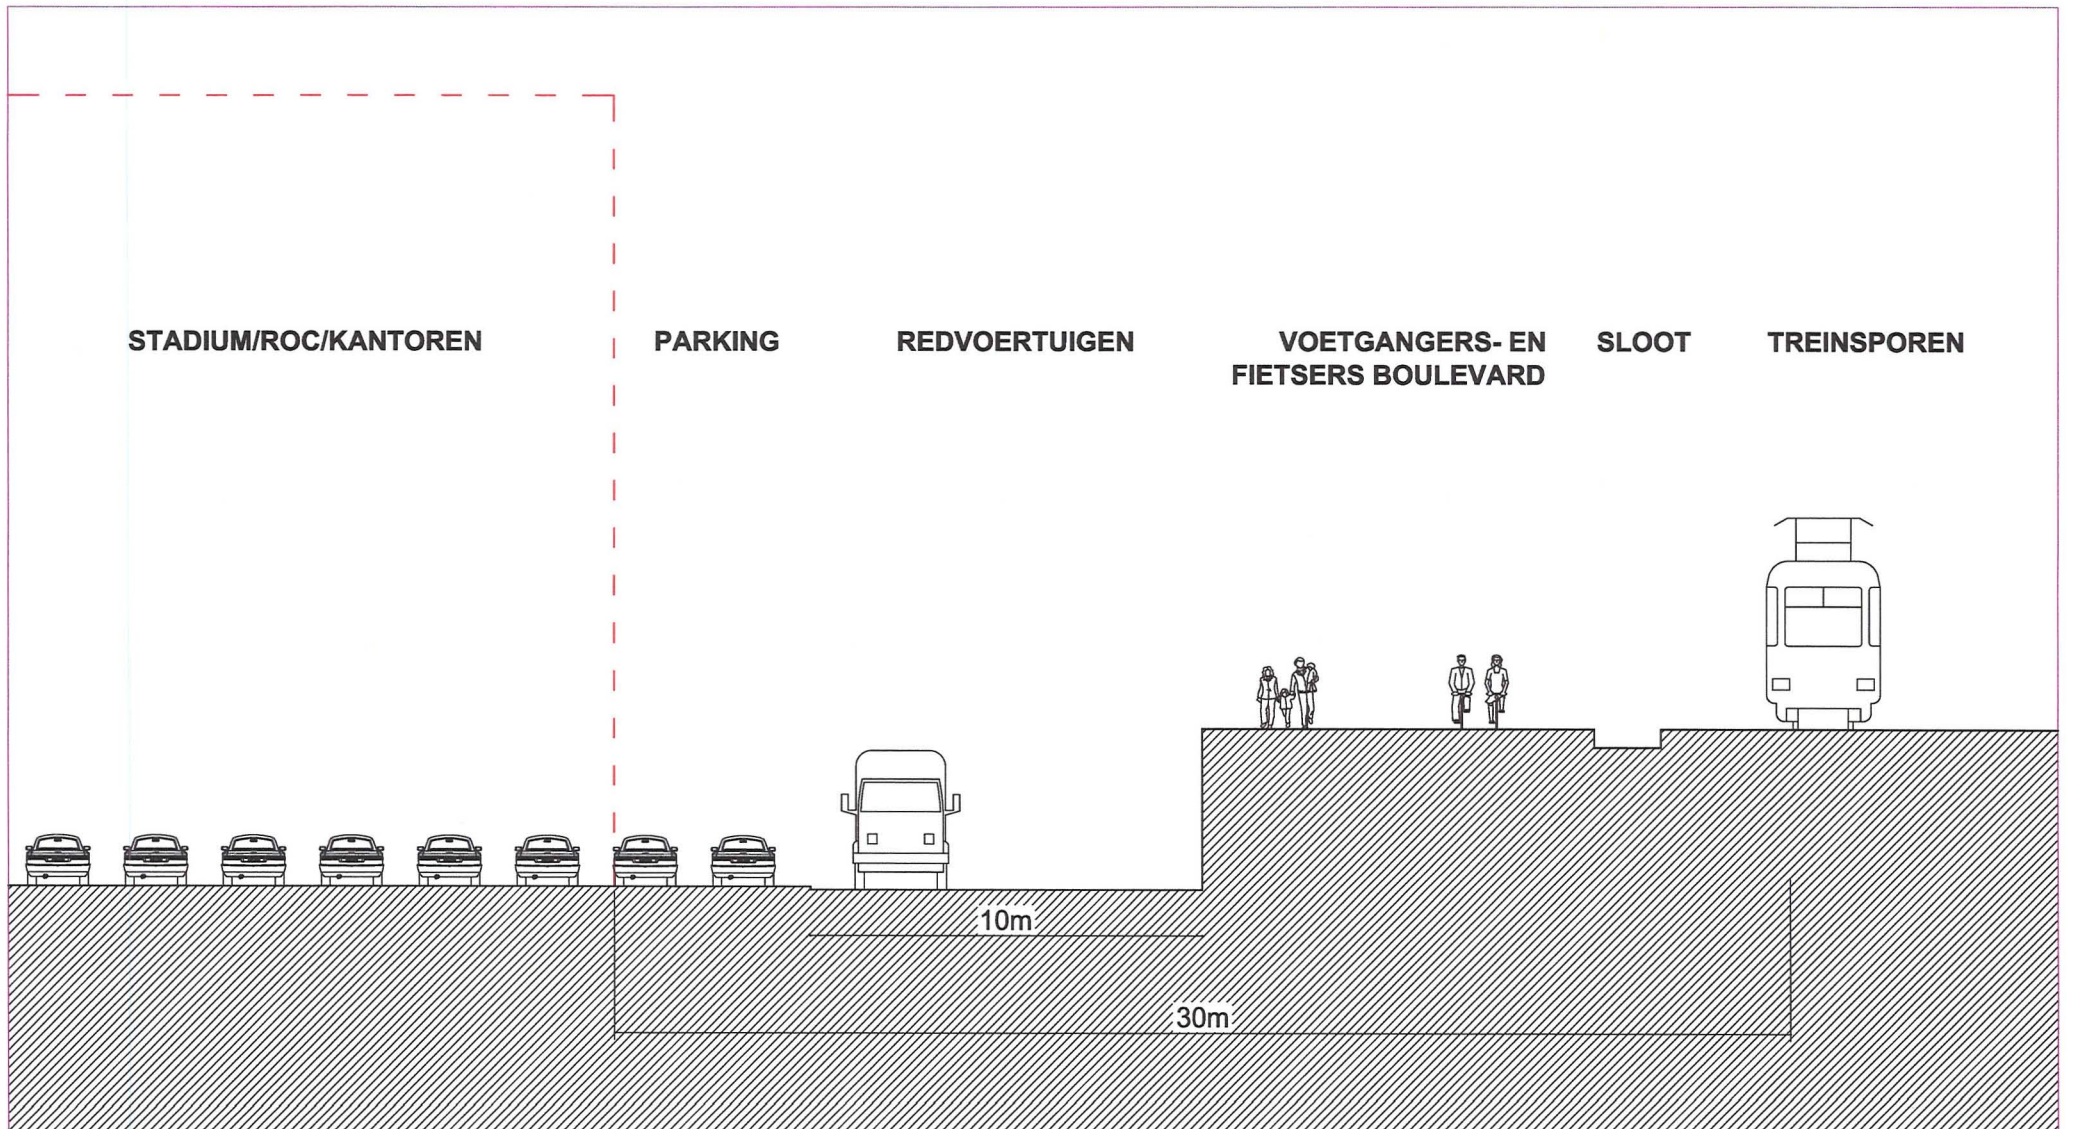 STADIUM/ROC/KANTOREN
PARKING
REDVOERTUIGEN
VOETGANGERS- EN
FIETSERS BOULEVARD
SLOOT
TREINSPOREN
10m
30m